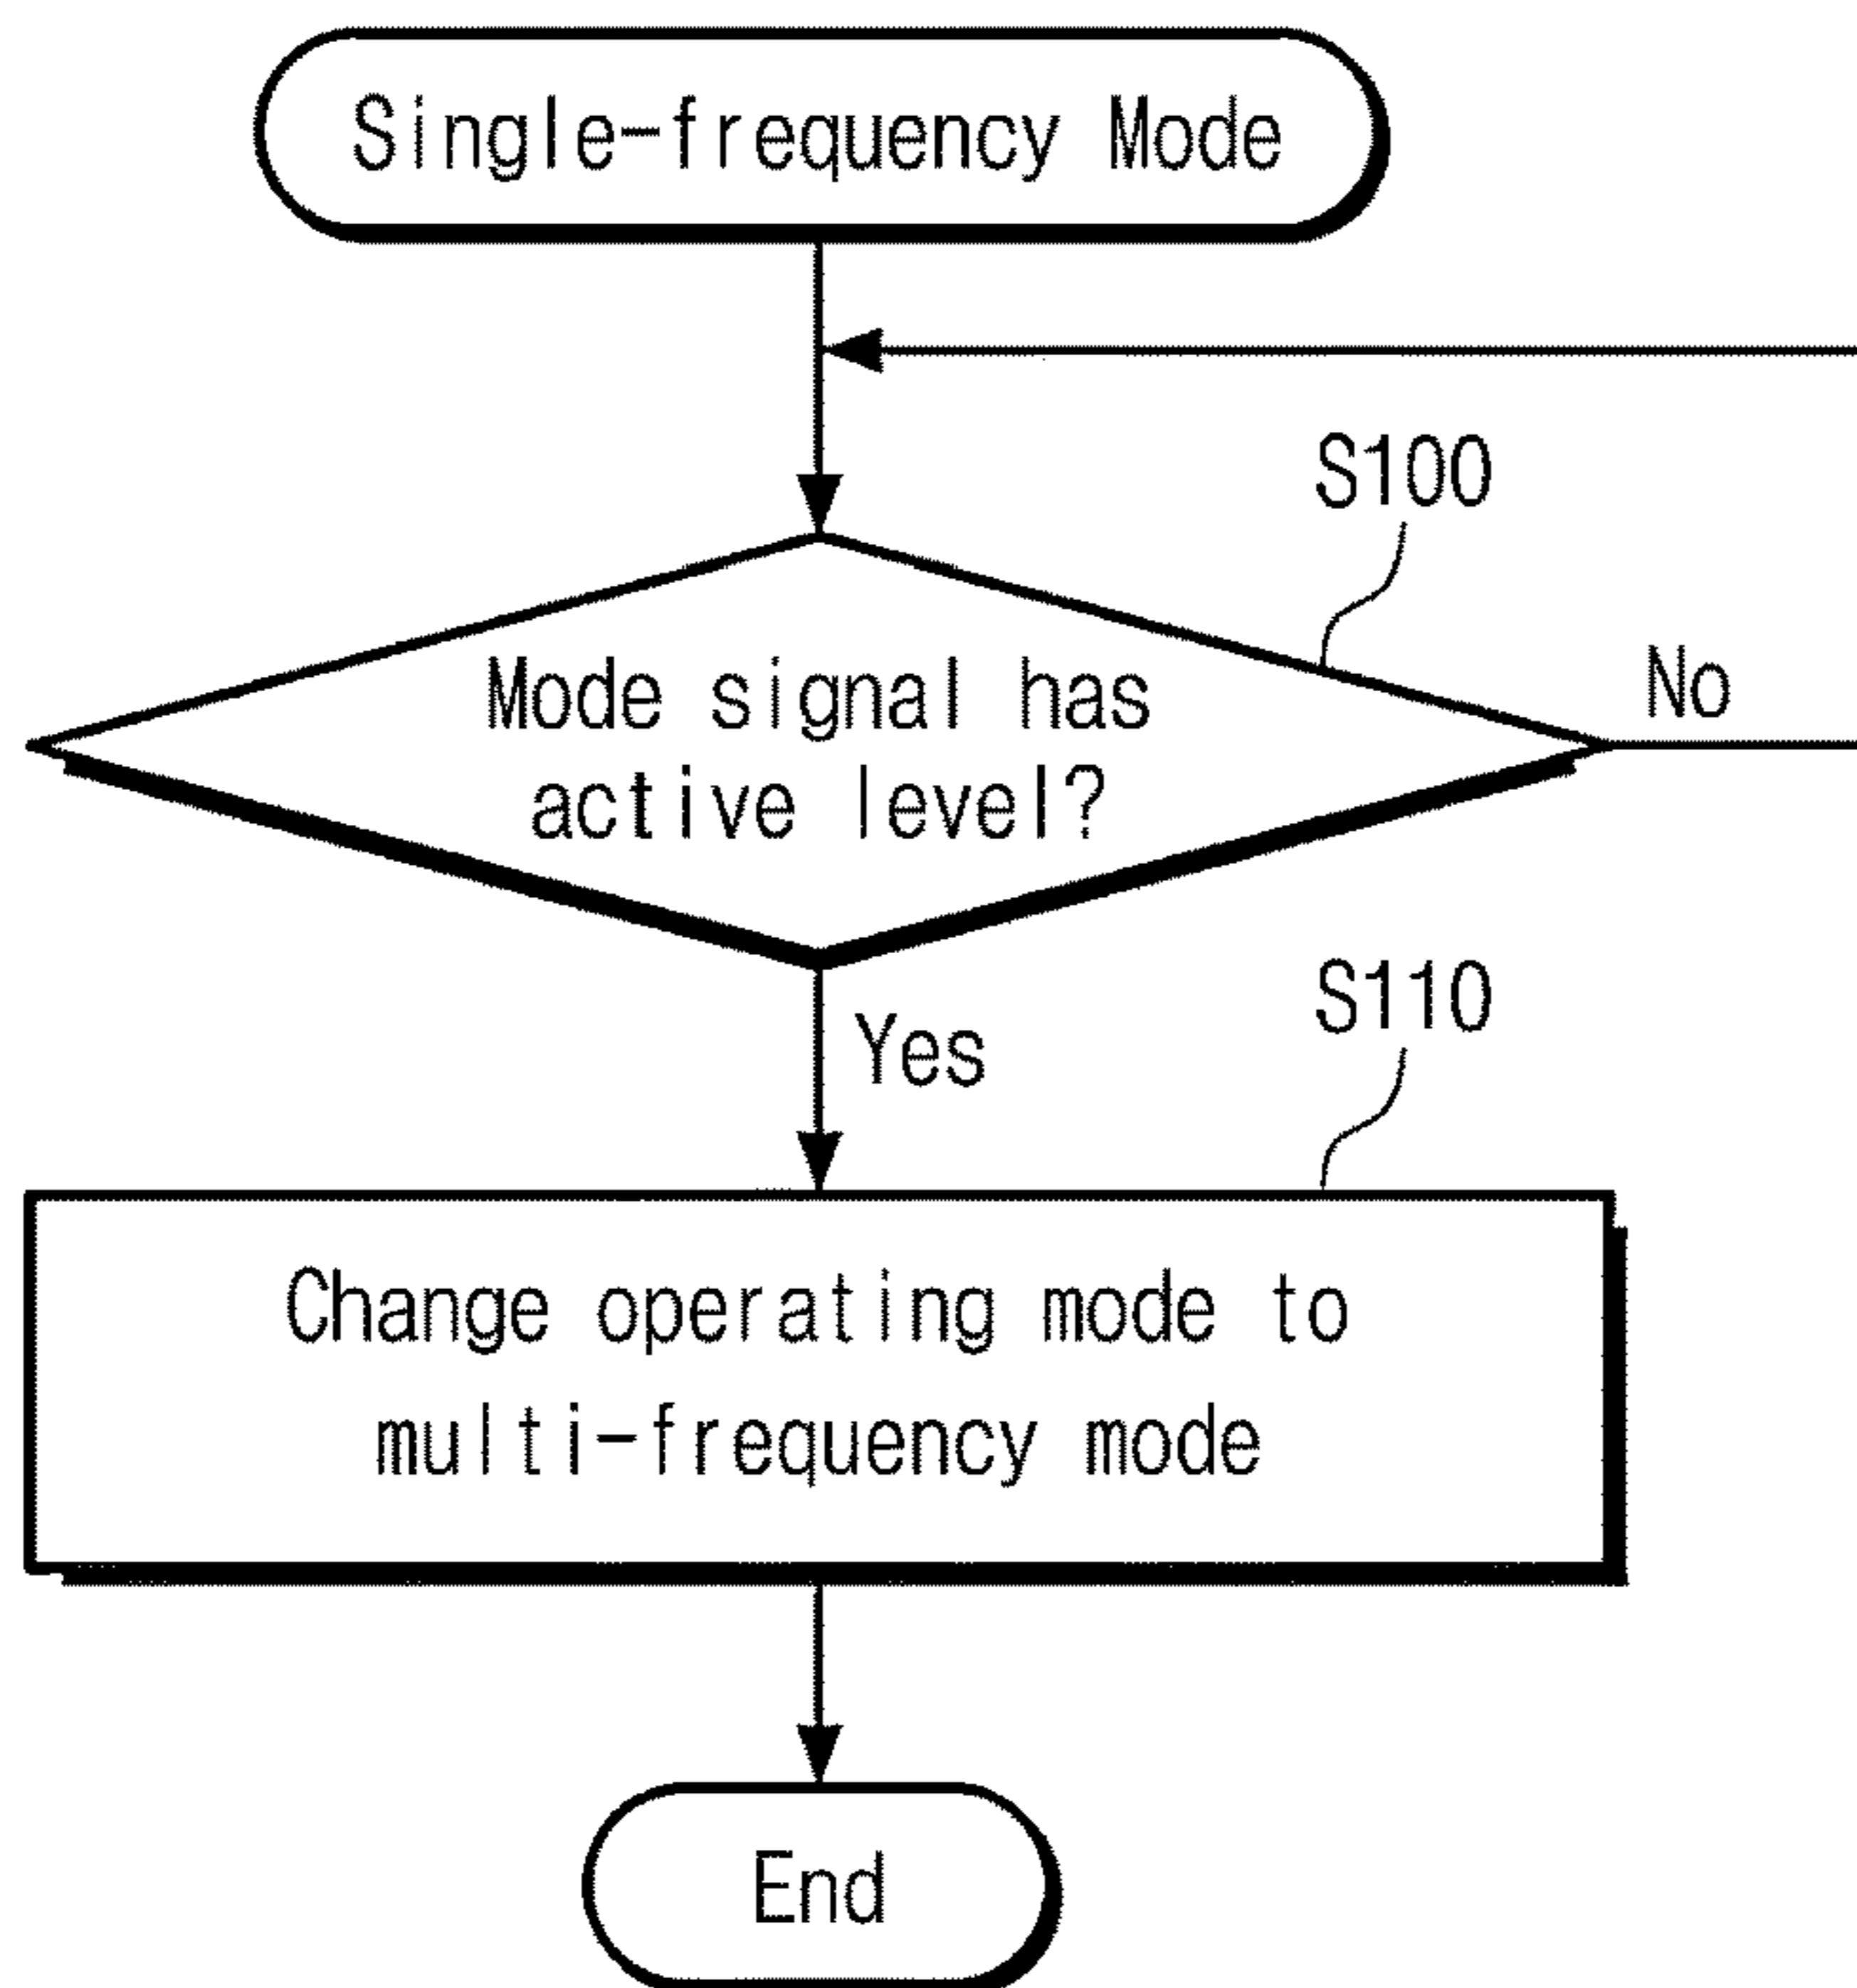 Single-frequency Mode
S100
Mode signal has
active level?
No
Yes
S110
Change operating mode to
multi-frequency mode
End